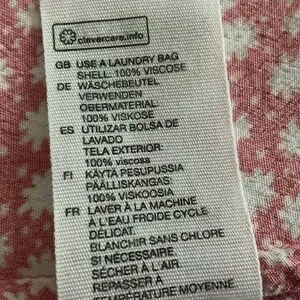 clevercare.info
GB USE A LAUNDRY BAG
SHELL: 100% VISCOSE
DE WÄSCHEBEUTEL
VERWENDEN
OBERMATERIAL:
100% VISKOSE
ES UTILIZAR BOLSA DE
LAVADO
TELA EXTERIOR:
100% viscosa
FI KÄYTÄ PESUPUSSIA
PÄÄLLISKANGAS:
100% VISKOOSIA
FR LAVER À LA MACHINE
À L'EAU FROIDE CYCLE
DÉLICAT
BLANCHIR SANS CHLORE
SI NÉCESSAIRE
SÉCHER À L'AIR
REPASSER À
TEMPÉRATURE MOYENNE